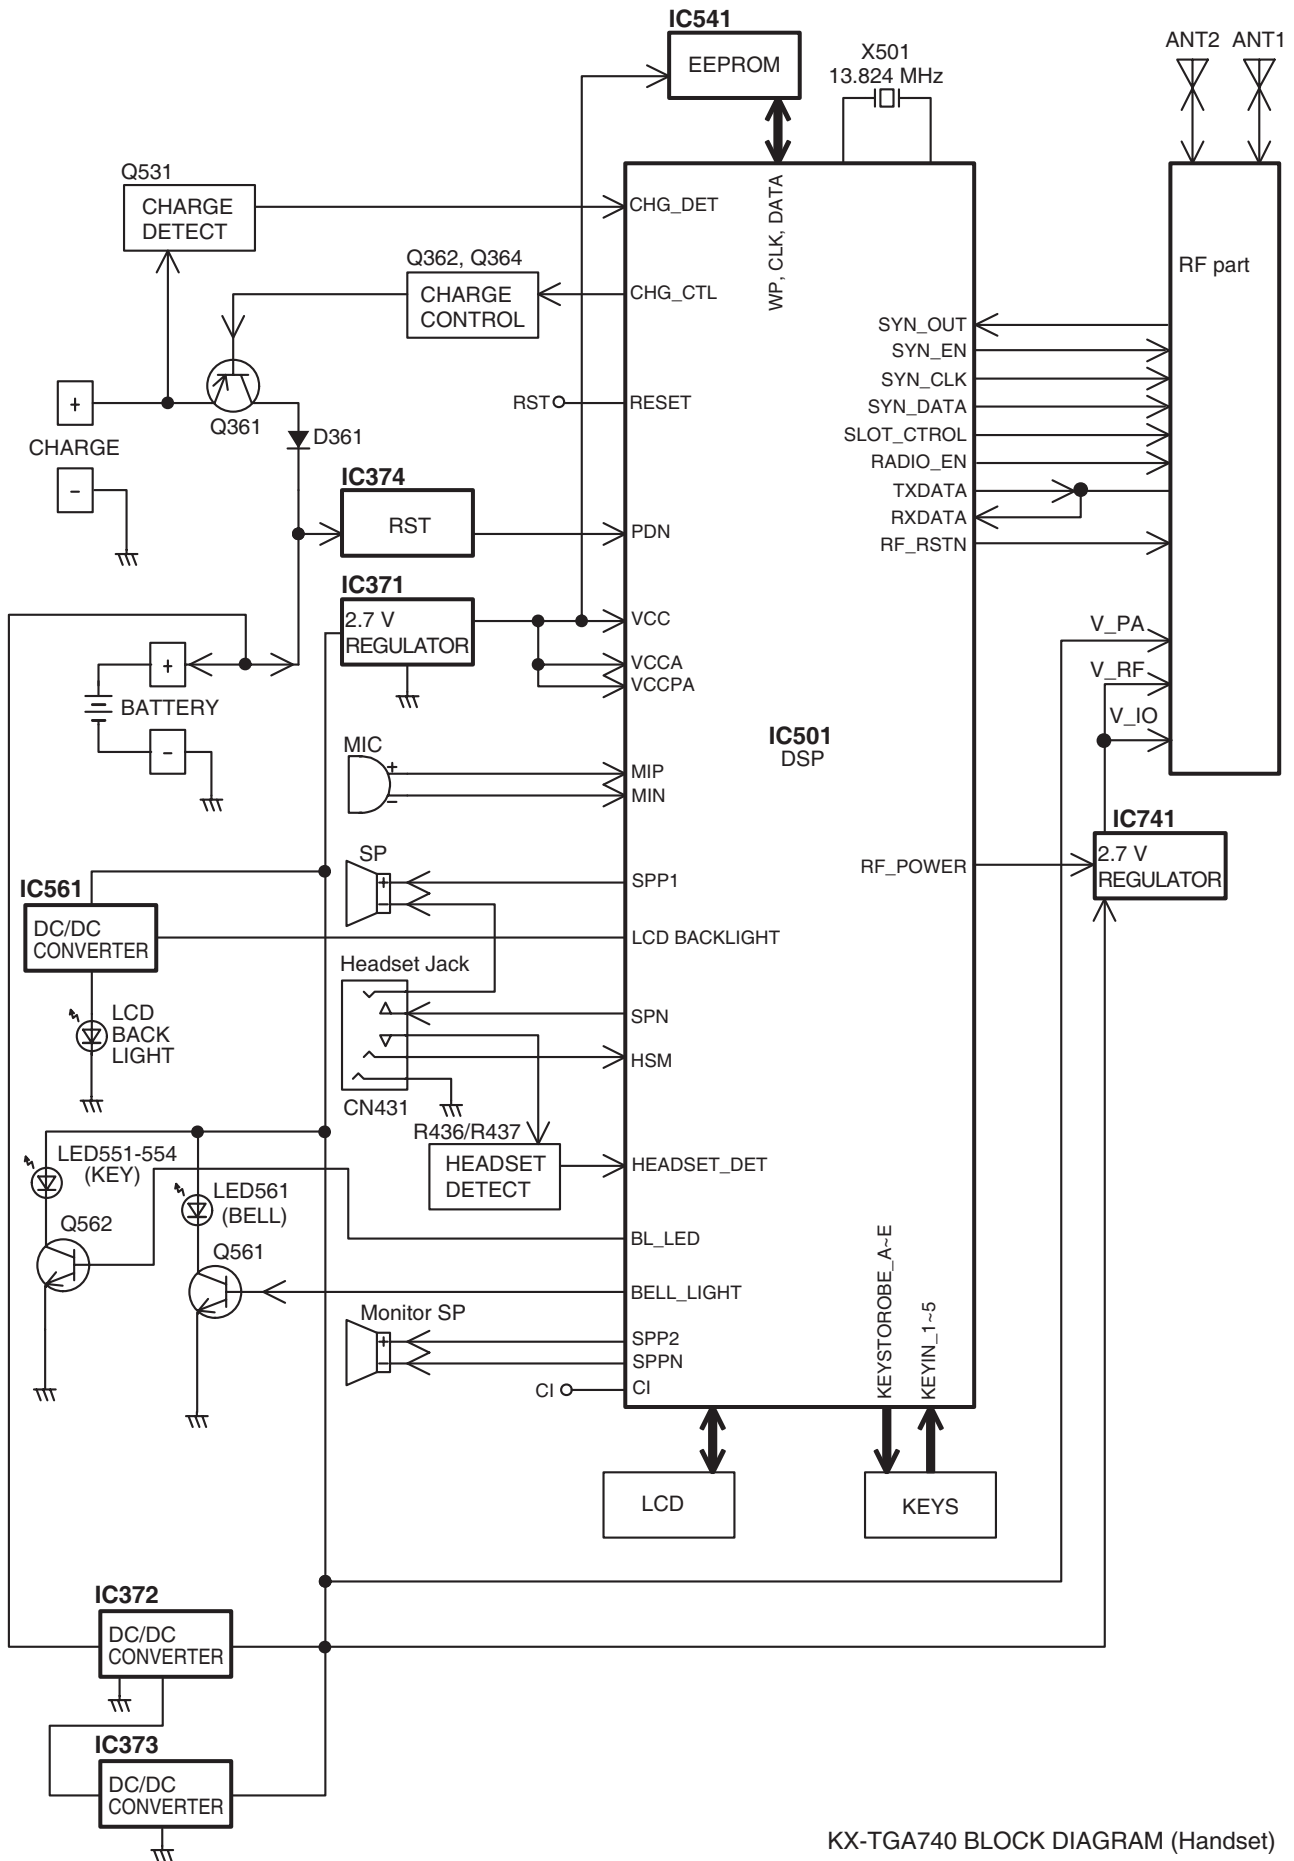 IC541
EEPROM
X501
13.824 MHz
ANT2 ANT1
Q531
CHARGE
DETECT
CHG_DET
WP, CLK, DATA
RF part
Q362, Q364
CHARGE
CONTROL
CHG_CTL
SYN_OUT
SYN_EN
SYN_CLK
SYN_DATA
SLOT_CTROL
RADIO_EN
TXDATA
RXDATA
RF_RSTN
+
CHARGE
-
Q361
D361
RST
RESET
IC374
RST
PDN
IC371
2.7 V
REGULATOR
VCC
VCCA
VCCPA
V_PA
V_RF
V_IO
+
BATTERY
-
IC501
DSP
MIC
+
-
MIP
MIN
IC741
2.7 V
REGULATOR
RF_POWER
SP
+
-
SPP1
IC561
DC/DC
CONVERTER
LCD BACKLIGHT
LCD
BACK
LIGHT
Headset Jack
SPN
HSM
CN431
R436/R437
HEADSET
DETECT
HEADSET_DET
LED551-554
(KEY)
LED561
(BELL)
Q562
Q561
BL_LED
BELL_LIGHT
KEYSTOROBE_A~E
KEYIN_1~5
Monitor SP
+
-
SPP2
SPPN
CI
CI
LCD
KEYS
IC372
DC/DC
CONVERTER
IC373
DC/DC
CONVERTER
KX-TGA740 BLOCK DIAGRAM (Handset)